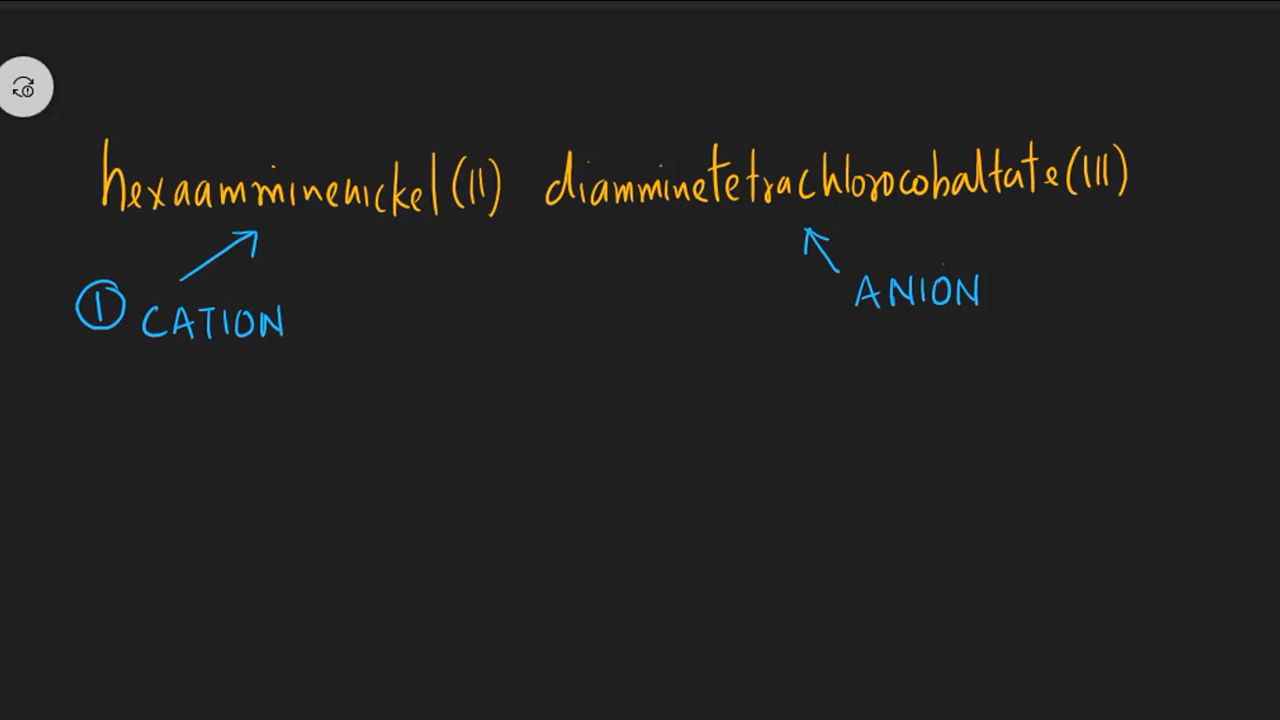 hexaamminenickel(II) diamminetetrachlorocobaltate(III)
ANION
① CATION